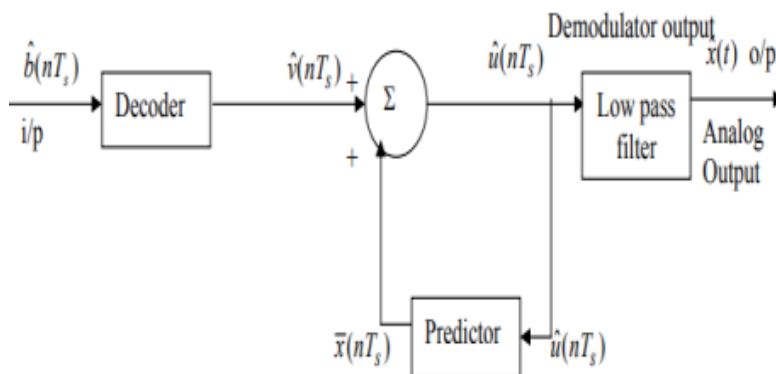 Demodulator output
b̂(nTₛ)
v̂(nTₛ)
û(nTₛ)
x̂(t) o/p
Decoder
+
Σ
Low pass
filter
i/p
+
Analog
Output
x̅(nTₛ)
Predictor
û(nTₛ)